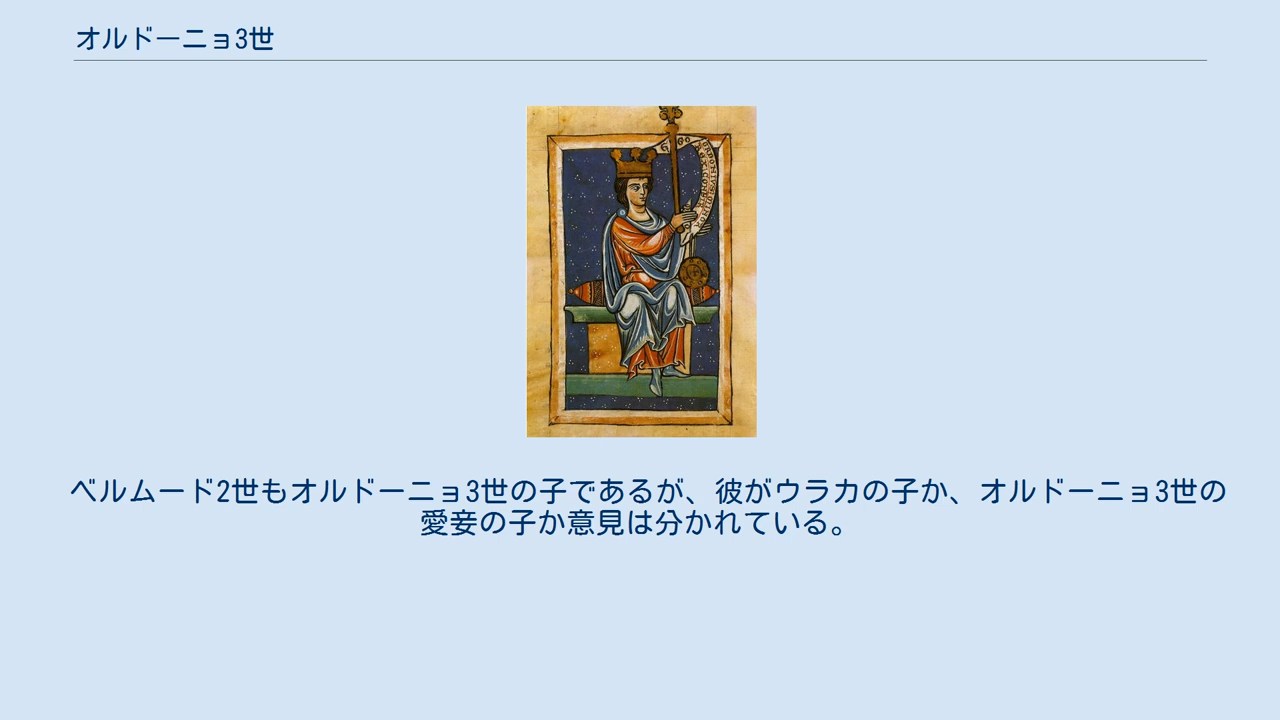 オルドーニョ3世
ベルムード2世もオルドーニョ3世の子であるが、彼がウラカの子か、オルドーニョ3世の
愛妾の子か意見は分かれている。